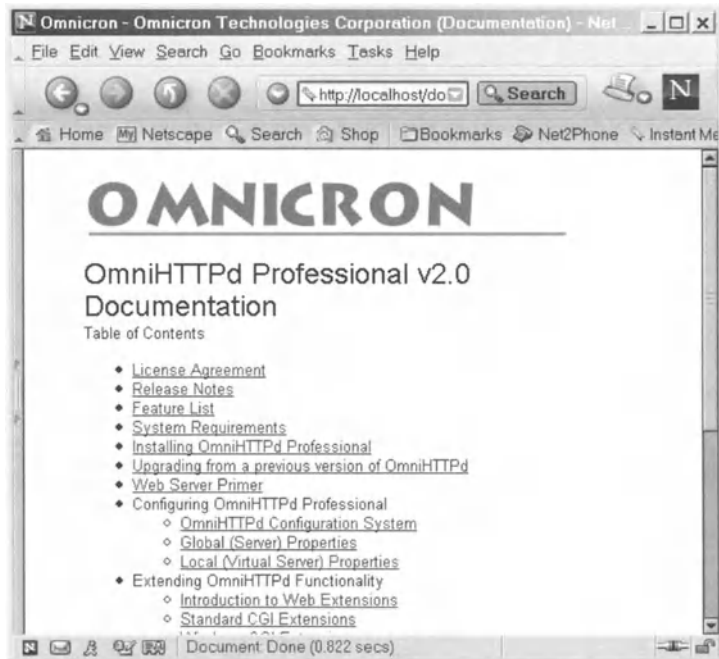 Omnicron - Omnicron Technologies Corporation (Documentation) - Net
File Edit View Search Go Bookmarks Tasks Help
http://localhost/do
Search
N
Home My Netscape Search Shop Bookmarks Net2Phone Instant Me
OMNICRON
OmniHTTPd Professional v2.0
Documentation
Table of Contents
License Agreement
Release Notes
Feature List
System Requirements
Installing OmniHTTPd Professional
Upgrading from a previous version of OmniHTTPd
Web Server Primer
Configuring OmniHTTPd Professional
OmniHTTPd Configuration System
Global (Server) Properties
Local (Virtual Server) Properties
Extending OmniHTTPd Functionality
Introduction to Web Extensions
Standard CGI Extensions
Document: Done (0.822 secs)